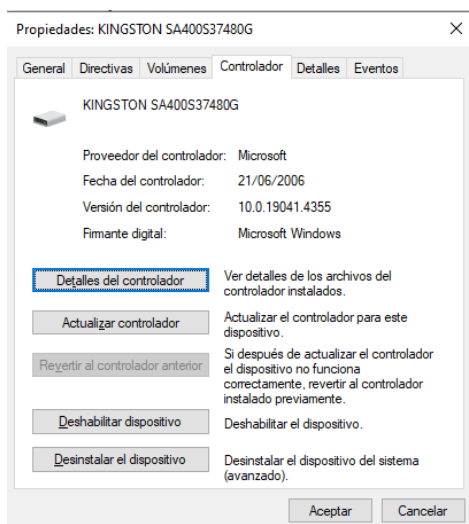 Propiedades: KINGSTON SA400S37480G
General Directivas Volúmenes Controlador Detalles Eventos
KINGSTON SA400S37480G
Proveedor del controlador: Microsoft
Fecha del controlador: 21/06/2006
Versión del controlador: 10.0.19041.4355
Firmante digital: Microsoft Windows
Detalles del controlador
Ver detalles de los archivos del
controlador instalados.
Actualizar controlador
Actualizar el controlador para este
dispositivo.
Revertir al controlador anterior
Si después de actualizar el controlador
el dispositivo no funciona
correctamente, revertir al controlador
instalado previamente.
Deshabilitar dispositivo
Deshabilitar el dispositivo.
Desinstalar el dispositivo
Desinstalar el dispositivo del sistema
(avanzado).
Aceptar Cancelar